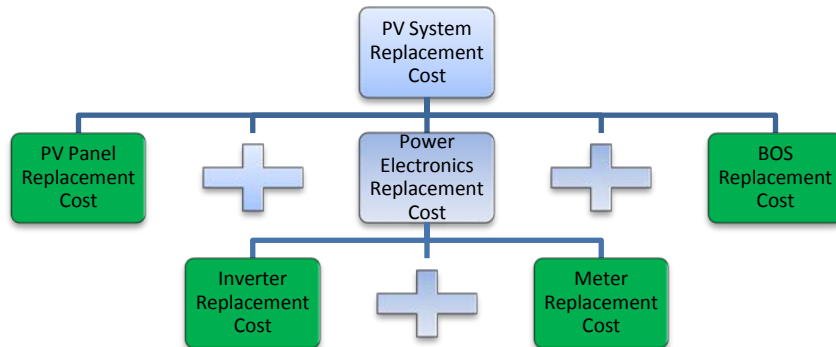 PV System
Replacement
Cost
PV Panel
Replacement
Cost
Power
Electronics
Replacement
Cost
BOS
Replacement
Cost
Inverter
Replacement
Cost
Meter
Replacement
Cost